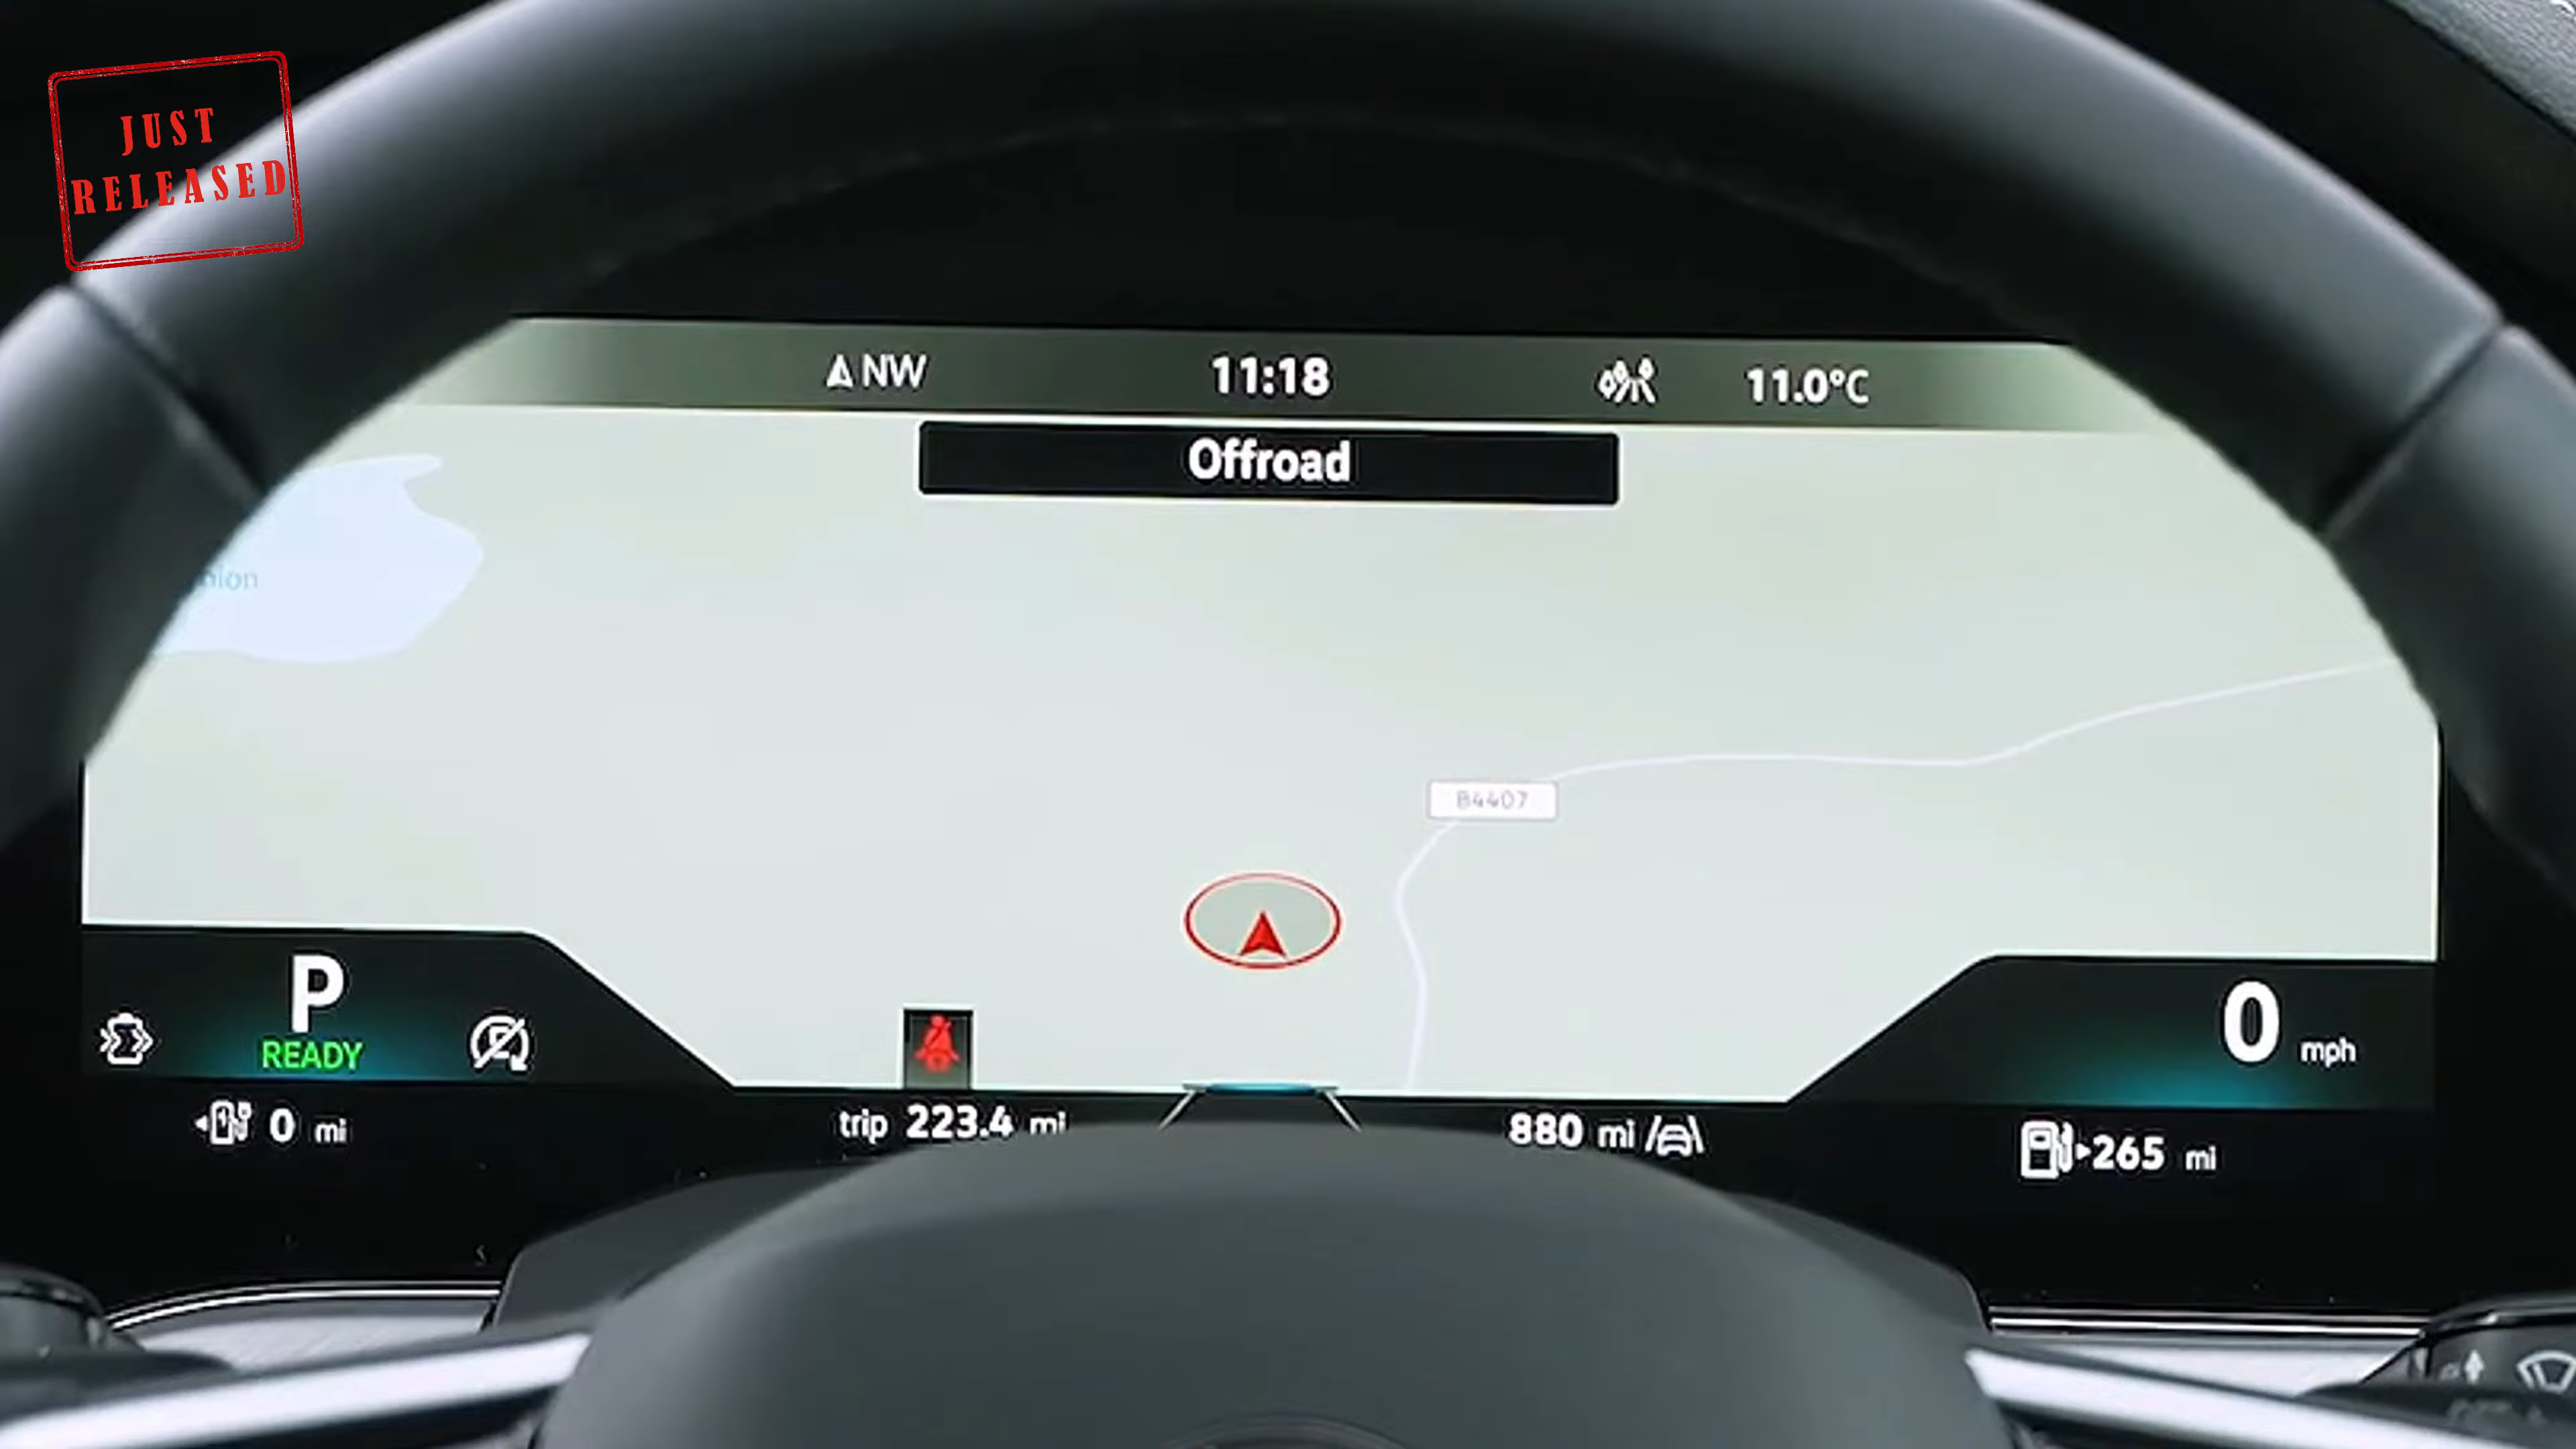 JUST
RELEASED
NW
11:18
11.0°C
Offroad
B4407
P
READY
0 mph
0 mi
trip 223.4 mi
880 mi
265 mi